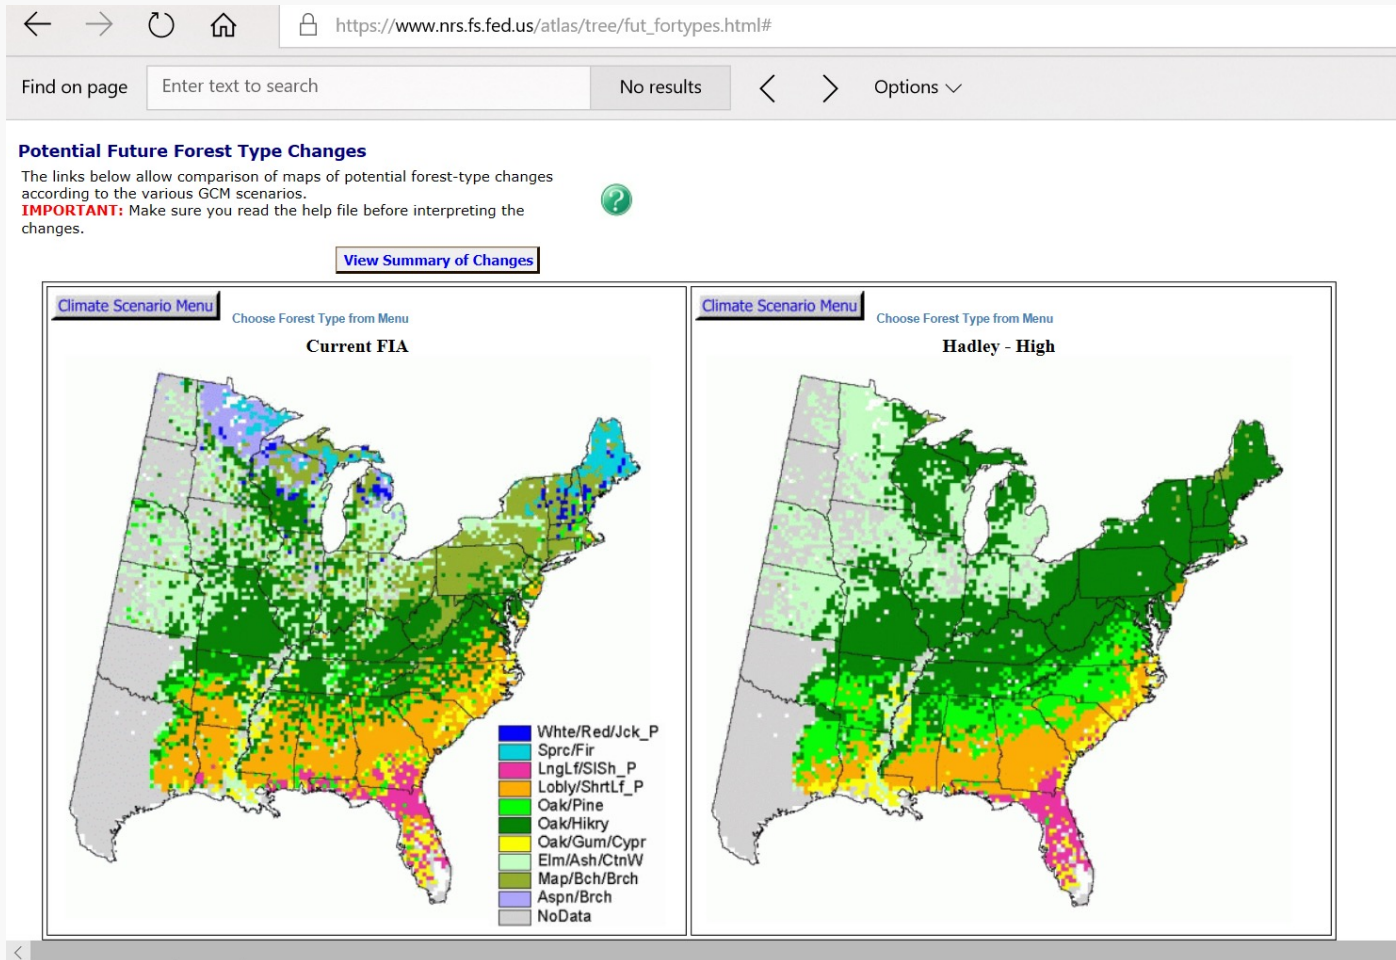 https://www.nrs.fs.fed.us/atlas/tree/fut_fortypes.html#
Find on page
Enter text to search
No results
Options
Potential Future Forest Type Changes
The links below allow comparison of maps of potential forest-type changes
according to the various GCM scenarios.
IMPORTANT: Make sure you read the help file before interpreting the
changes.
?
View Summary of Changes
Climate Scenario Menu
Choose Forest Type from Menu
Current FIA
Climate Scenario Menu
Choose Forest Type from Menu
Hadley - High
Whte/Red/Jck_P
Sprc/Fir
LngLf/SlSh_P
Lobly/ShrtLf_P
Oak/Pine
Oak/Hikry
Oak/Gum/Cypr
Elm/Ash/CtnW
Map/Bch/Brch
Aspn/Brch
NoData